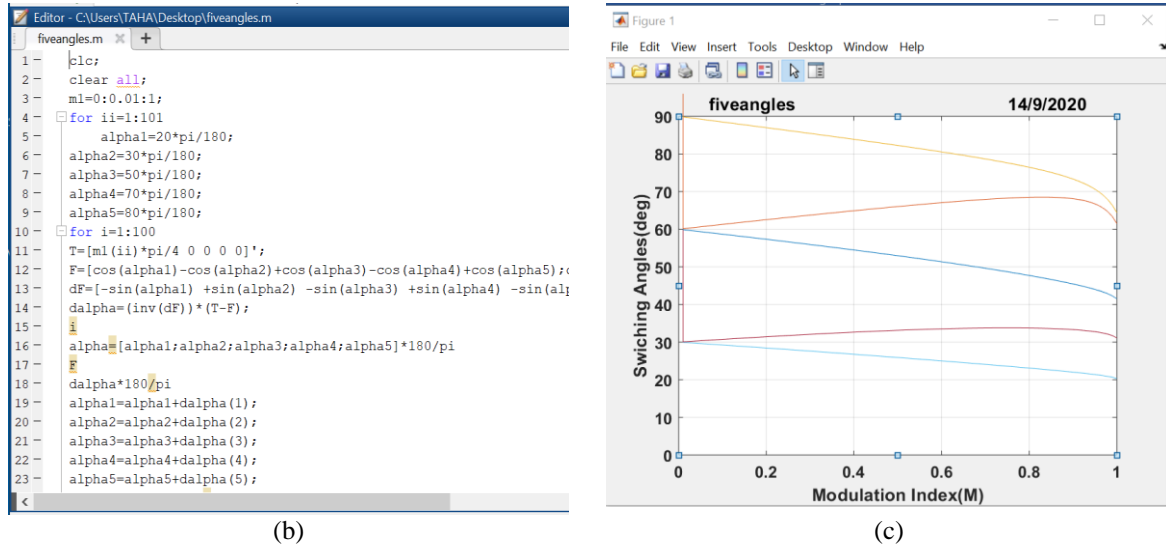 Editor - C:\Users\TAHA\Desktop\fiveangles.m
fiveangles.m × +
1 - clc;
2 - clear all;
3 - m1=0:0.01:1;
4 - for ii=1:101
5 - alpha1=20*pi/180;
6 - alpha2=30*pi/180;
7 - alpha3=50*pi/180;
8 - alpha4=70*pi/180;
9 - alpha5=80*pi/180;
10 - for i=1:100
11 - T=[m1(ii)*pi/4 0 0 0 0]';
12 - F=[cos(alpha1)-cos(alpha2)+cos(alpha3)-cos(alpha4)+cos(alpha5);
13 - dF=[-sin(alpha1) +sin(alpha2) -sin(alpha3) +sin(alpha4) -sin(alp
14 - dalpha=(inv(dF))*(T-F);
15 - i
16 - alpha=[alpha1;alpha2;alpha3;alpha4;alpha5]*180/pi
17 - F
18 - dalpha*180/pi
19 - alpha1=alpha1+dalpha(1);
20 - alpha2=alpha2+dalpha(2);
21 - alpha3=alpha3+dalpha(3);
22 - alpha4=alpha4+dalpha(4);
23 - alpha5=alpha5+dalpha(5);
(b)
Figure 1
File Edit View Insert Tools Desktop Window Help
fiveangles 14/9/2020
90
80
70
60
50
40
30
20
10
0
Swiching Angles(deg)
0 0.2 0.4 0.6 0.8 1
Modulation Index(M)
(c)